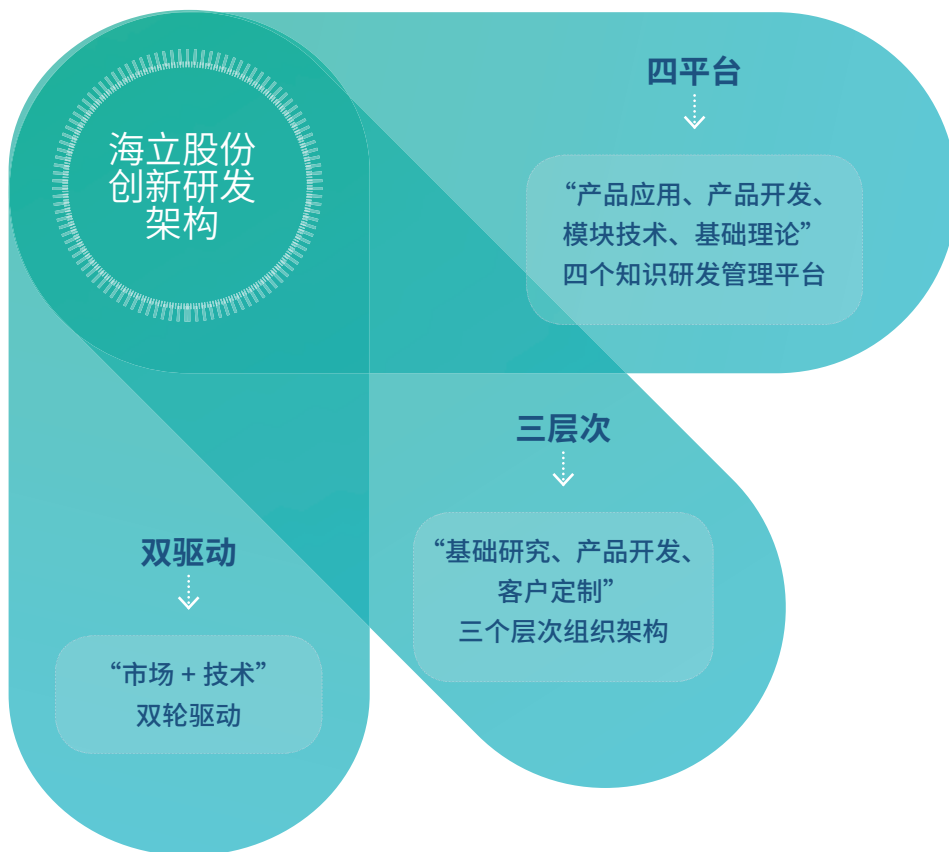 海立股份
创新研发
架构
四平台
“产品应用、产品开发、
模块技术、基础理论”
四个知识研发管理平台
三层次
“基础研究、产品开发、
客户定制”
三个层次组织架构
双驱动
“市场 + 技术”
双轮驱动